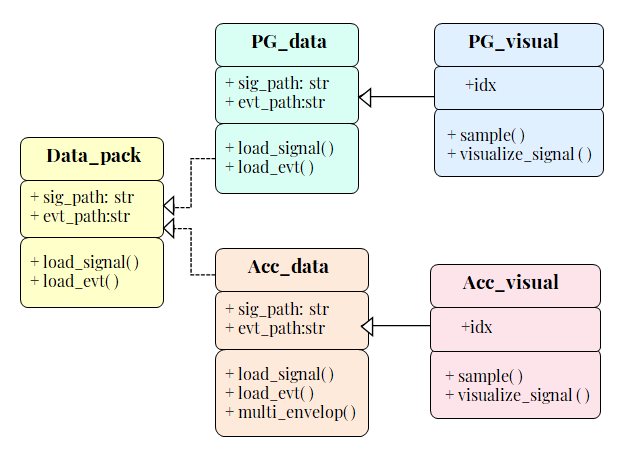 PG_data
+ sig_path: str
+ evt_path:str
+ load_signal()
+ load_evt()
PG_visual
+idx
+ sample()
+ visualize_signal ()
Data_pack
+ sig_path: str
+ evt_path:str
+ load_signal()
+ load_evt()
Acc_data
+ sig_path: str
+ evt_path:str
+ load_signal()
+ load_evt()
+ multi_envelop()
Acc_visual
+idx
+ sample()
+ visualize_signal ()